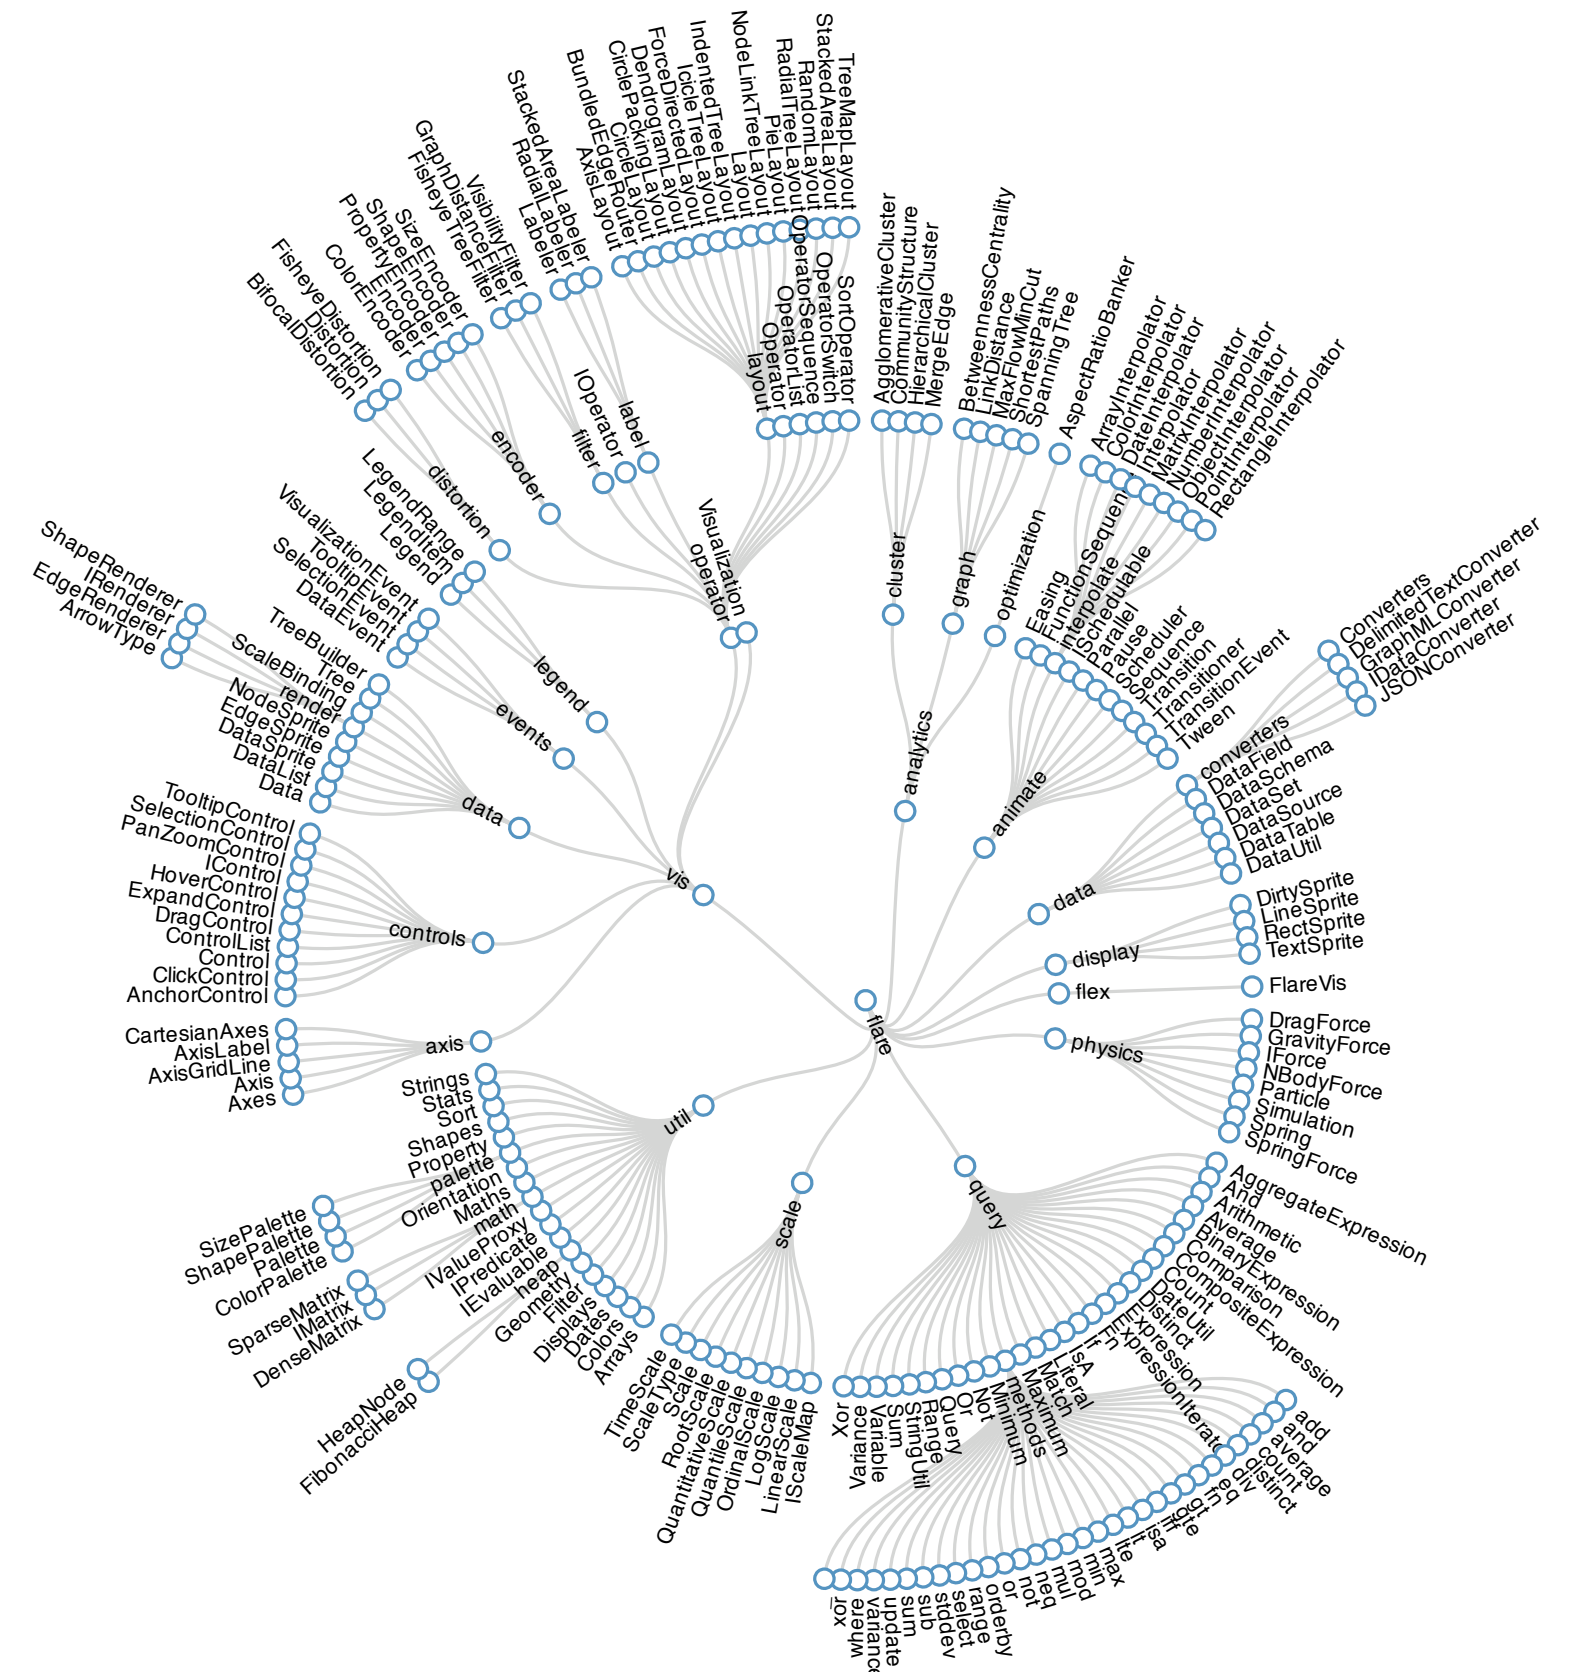 flare
analytics
cluster
AgglomerativeCluster
CommunityStructure
HierarchicalCluster
MergeEdge
graph
BetweennessCentrality
LinkDistance
MaxFlowMinCut
ShortestPaths
SpanningTree
optimization
AspectRatioBanker
animate
Easing
FunctionSequence
interpolate
ArrayInterpolator
ColorInterpolator
DateInterpolator
Interpolator
MatrixInterpolator
NumberInterpolator
ObjectInterpolator
PointInterpolator
RectangleInterpolator
ISchedulable
Parallel
Pause
Scheduler
Sequence
Transition
Transitioner
TransitionEvent
Tween
data
converters
Converters
DelimitedTextConverter
GraphMLConverter
IDataConverter
JSONConverter
DataField
DataSchema
DataSet
DataSource
DataTable
DataUtil
display
DirtySprite
LineSprite
RectSprite
TextSprite
flex
FlareVis
physics
DragForce
GravityForce
IForce
NBodyForce
Particle
Simulation
Spring
SpringForce
query
AggregateExpression
And
Arithmetic
Average
BinaryExpression
Comparison
CompositeExpression
Count
DateUtil
Distinct
Expression
ExpressionIterator
Fn
If
IsA
Literal
Match
Maximum
methods
add
and
average
count
distinct
div
eq
fn
gt
gte
iff
isa
lt
lte
max
min
mod
mul
neq
not
or
orderby
range
select
stddev
sub
sum
update
variance
where
xor
_
Minimum
Not
Or
Query
Range
StringUtil
Sum
Variable
Variance
Xor
scale
IScaleMap
LinearScale
LogScale
OrdinalScale
QuantileScale
QuantitativeScale
RootScale
Scale
ScaleType
TimeScale
util
Arrays
Colors
Dates
Displays
Filter
Geometry
heap
FibonacciHeap
HeapNode
IEvaluable
IPredicate
IValueProxy
math
DenseMatrix
IMatrix
SparseMatrix
Maths
Orientation
palette
ColorPalette
Palette
ShapePalette
SizePalette
Property
Shapes
Sort
Stats
Strings
vis
axis
Axes
Axis
AxisGridLine
AxisLabel
CartesianAxes
controls
AnchorControl
ClickControl
Control
ControlList
DragControl
ExpandControl
HoverControl
IControl
PanZoomControl
SelectionControl
TooltipControl
data
Data
DataList
DataSprite
EdgeSprite
NodeSprite
render
ArrowType
EdgeRenderer
IRenderer
ShapeRenderer
ScaleBinding
Tree
TreeBuilder
events
DataEvent
SelectionEvent
TooltipEvent
VisualizationEvent
legend
Legend
LegendItem
LegendRange
operator
distortion
BifocalDistortion
Distortion
FisheyeDistortion
encoder
ColorEncoder
Encoder
PropertyEncoder
ShapeEncoder
SizeEncoder
filter
FisheyeTreeFilter
GraphDistanceFilter
VisibilityFilter
IOperator
label
Labeler
RadialLabeler
StackedAreaLabeler
layout
AxisLayout
BundledEdgeRouter
CircleLayout
CirclePackingLayout
DendrogramLayout
ForceDirectedLayout
IcicleTreeLayout
IndentedTreeLayout
Layout
NodeLinkTreeLayout
PieLayout
RadialTreeLayout
RandomLayout
StackedAreaLayout
TreeMapLayout
Operator
OperatorList
OperatorSequence
OperatorSwitch
SortOperator
Visualization